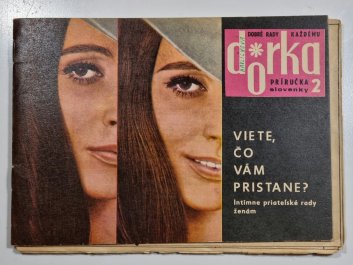 DOBRÉ RADY KAŽDÉMU
dorka
PRÍRUČKA
slovenky 2
VIETE,
ČO
VÁM
PRISTANE?
Intímne priateľské rady
ženám